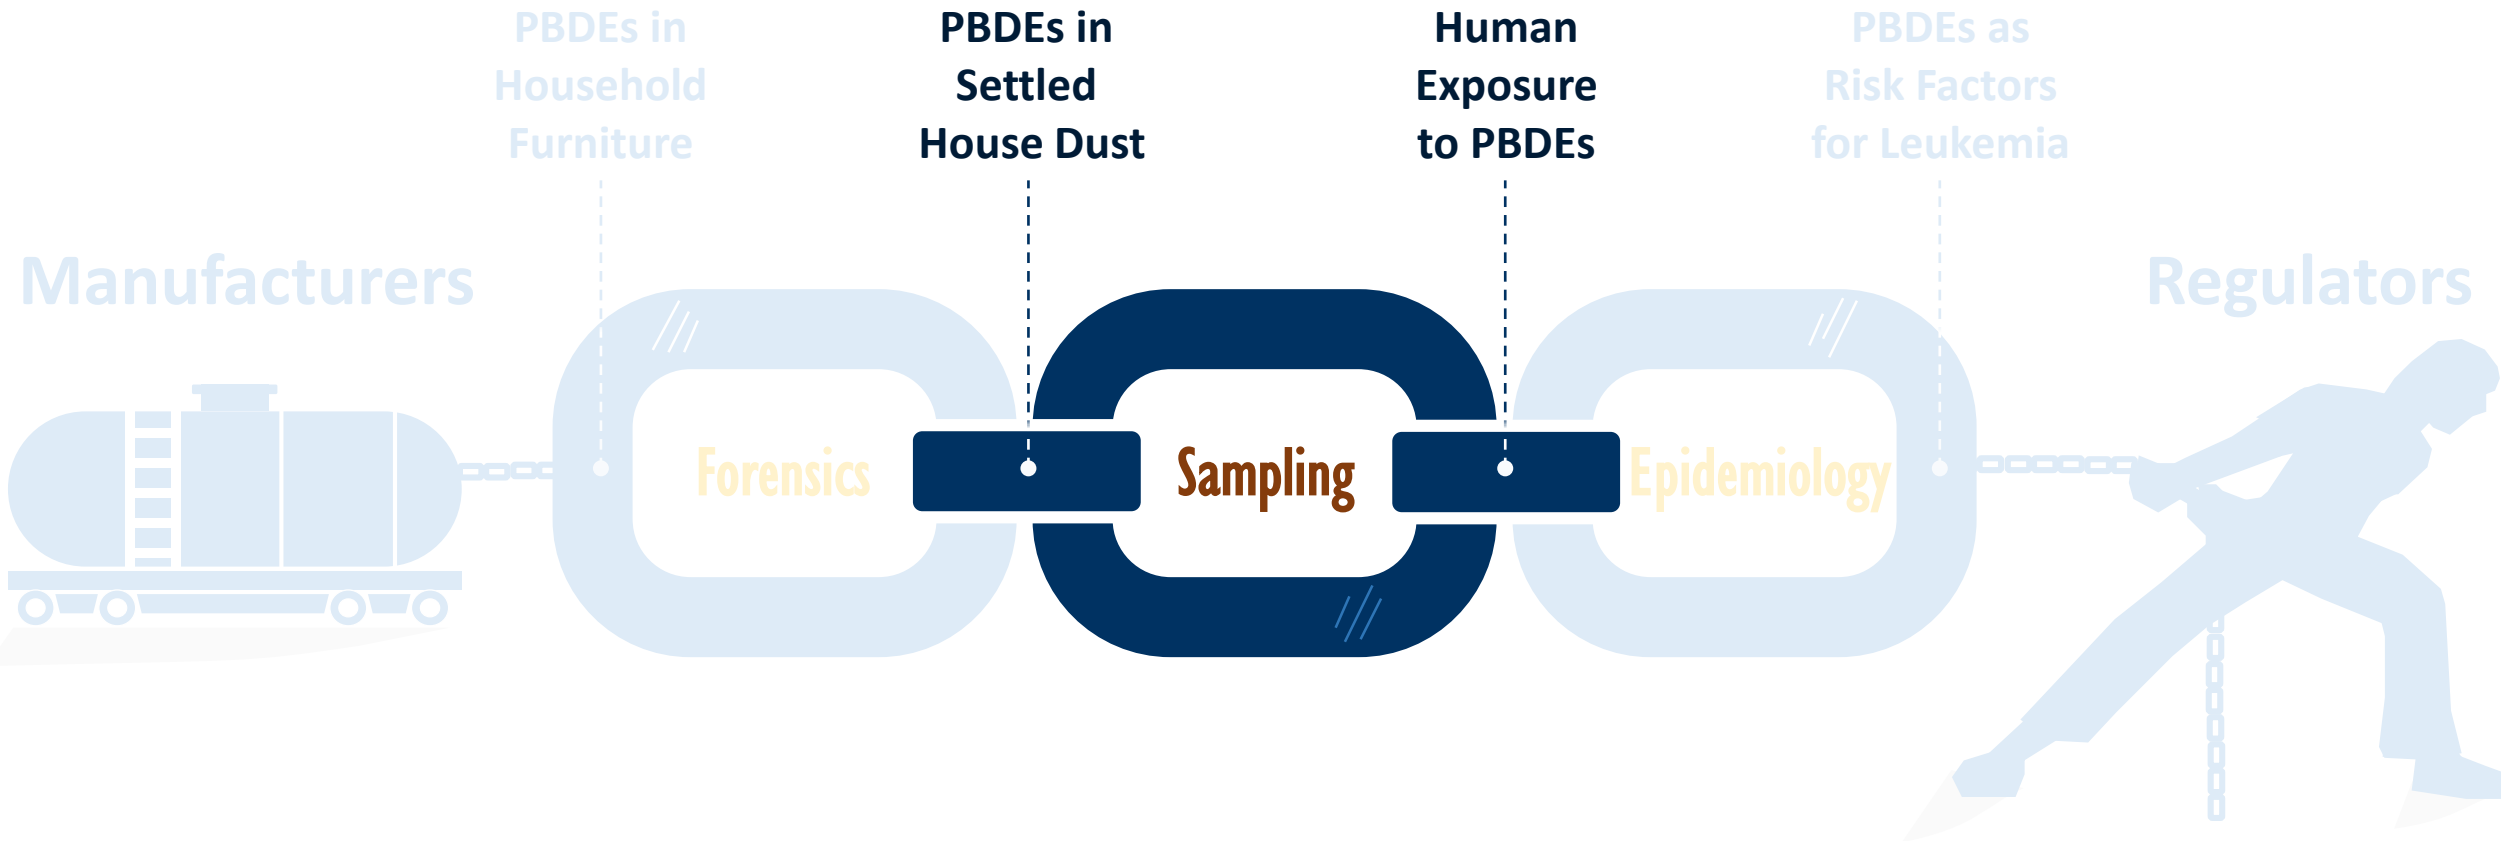 PBDEs in
Household
Furniture
PBDEs in
Settled
House Dust
Human
Exposure
to PBDEs
PBDEs as
Risk Factors
for Leukemia
Manufacturers
Regulators
Forensics
Sampling
Epidemiology